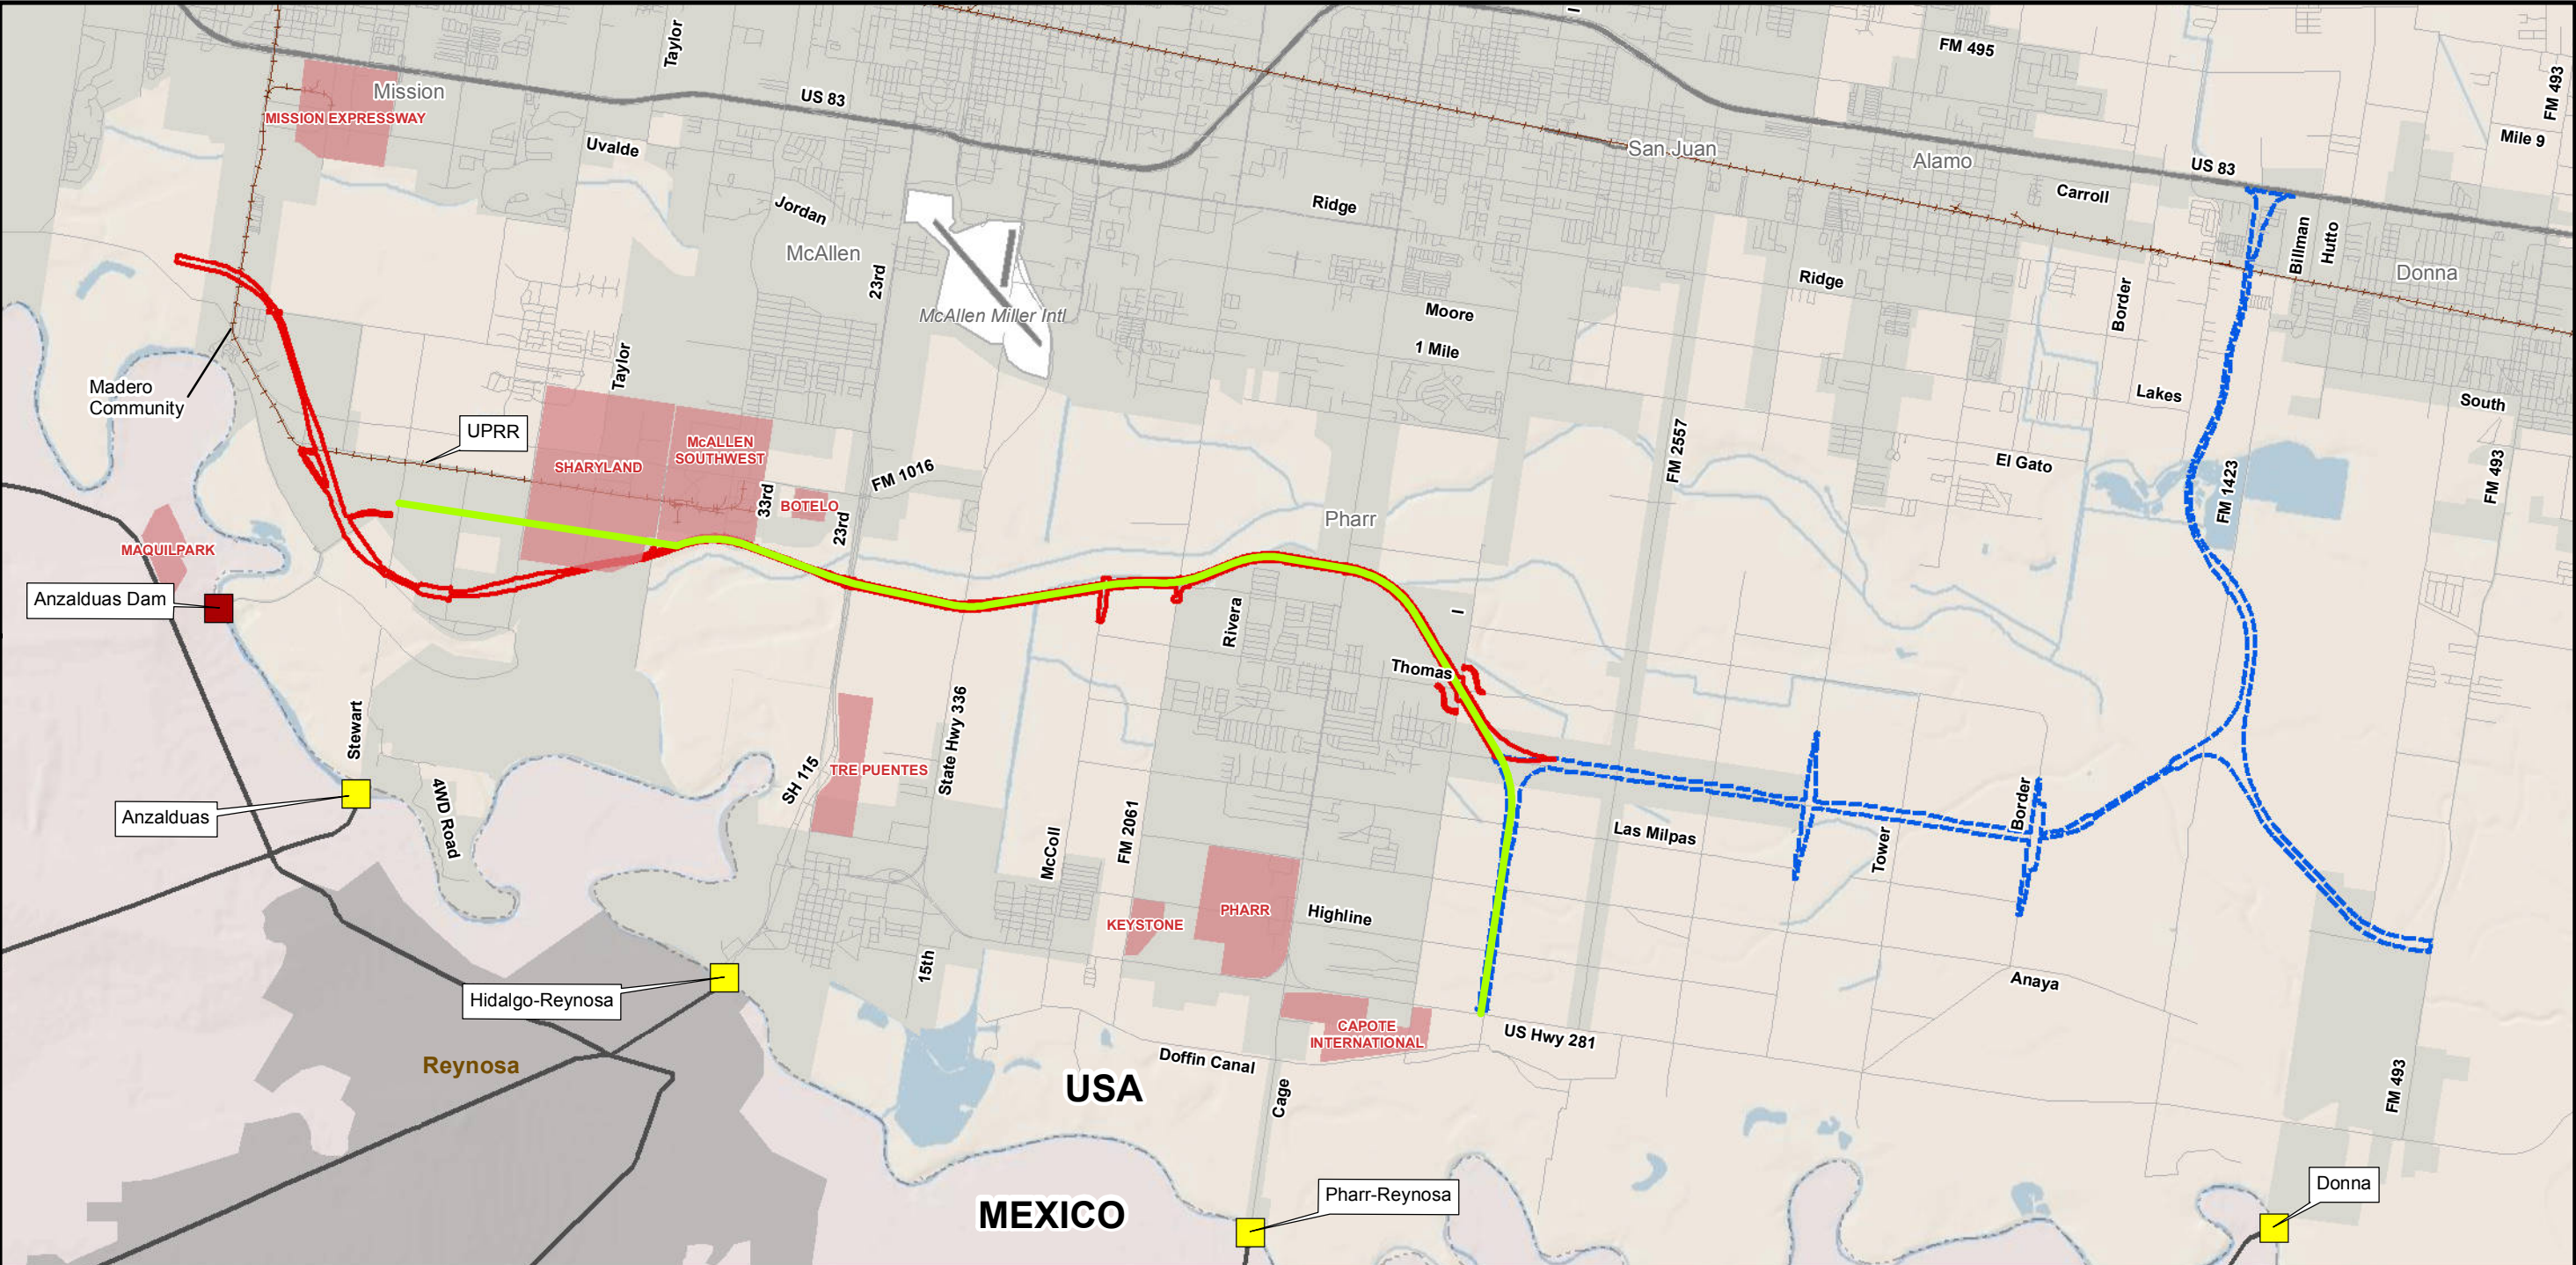 Taylor
FM 495
FM 493
Mission
US 83
MISSION EXPRESSWAY
Uvalde
San Juan
Mile 9
Alamo
US 83
Carroll
Jordan
Ridge
McAllen
Billman
Hutto
23rd
Donna
Ridge
Border
McAllen Miller Intl
Moore
1 Mile
Taylor
Madero
Community
Lakes
South
UPRR
McALLEN
SOUTHWEST
SHARYLAND
FM 2557
El Gato
FM 1016
FM 1423
FM 493
33rd
BOTELO
23rd
Pharr
MAQUILPARK
Anzalduas Dam
Rivera
I
Thomas
Stewart
State Hwy 336
SH 115
TRE PUENTES
Anzalduas
4WD Road
McColl
FM 2061
Las Milpas
Tower
Border
KEYSTONE
PHARR
Highline
15th
Anaya
Hidalgo-Reynosa
CAPOTE
INTERNATIONAL
US Hwy 281
Doffin Canal
Reynosa
USA
Cage
FM 493
MEXICO
Pharr-Reynosa
Donna
I